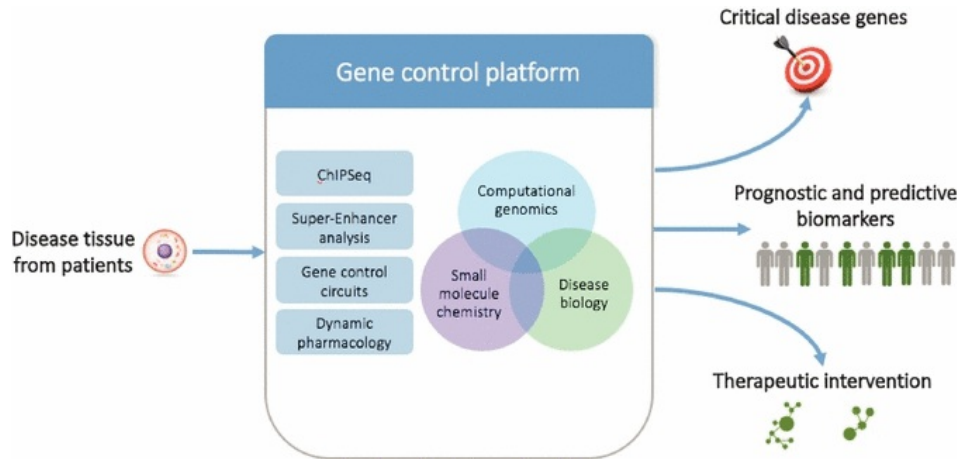 Critical disease genes
Gene control platform
ChIPSeq
Super-Enhancer
analysis
Gene control
circuits
Dynamic
pharmacology
Computational
genomics
Small
molecule
chemistry
Disease
biology
Disease tissue
from patients
Prognostic and predictive
biomarkers
Therapeutic intervention